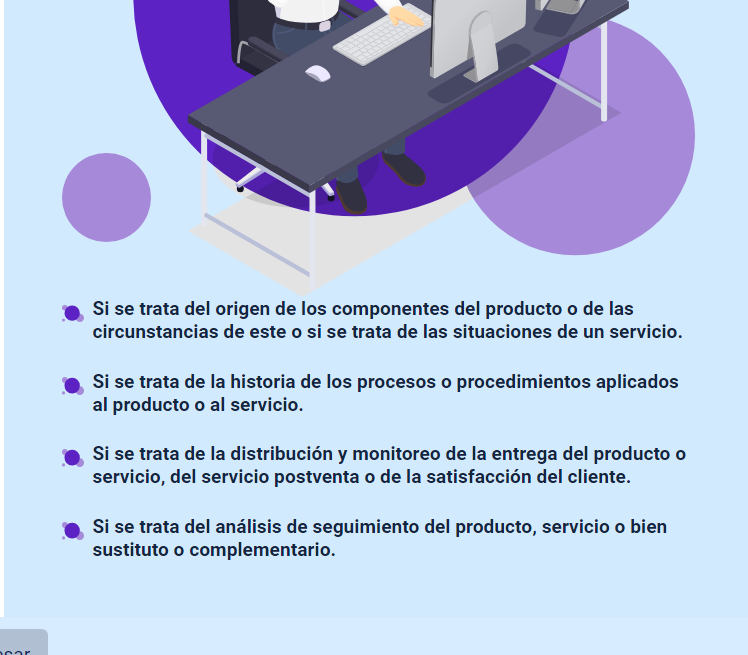 Si se trata del origen de los componentes del producto o de las
circunstancias de este o si se trata de las situaciones de un servicio.
Si se trata de la historia de los procesos o procedimientos aplicados
al producto o al servicio.
Si se trata de la distribución y monitoreo de la entrega del producto o
servicio, del servicio postventa o de la satisfacción del cliente.
Si se trata del análisis de seguimiento del producto, servicio o bien
sustituto o complementario.